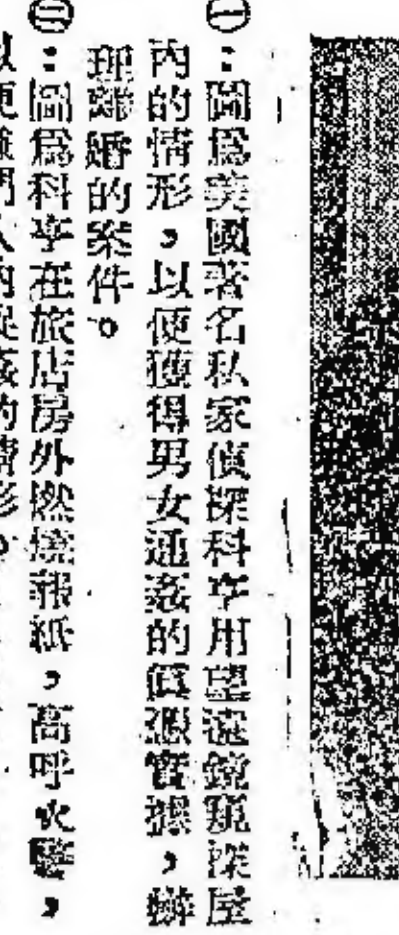 ㊀：圖爲美國著名私家偵探科亨用望遠鏡窺探屋
內的情形，以便獲得男女通姦的眞憑實據，辦
理離婚的案件。
㊁：圖爲科亨在旅店房外燃燒報紙，高呼火警，
以便